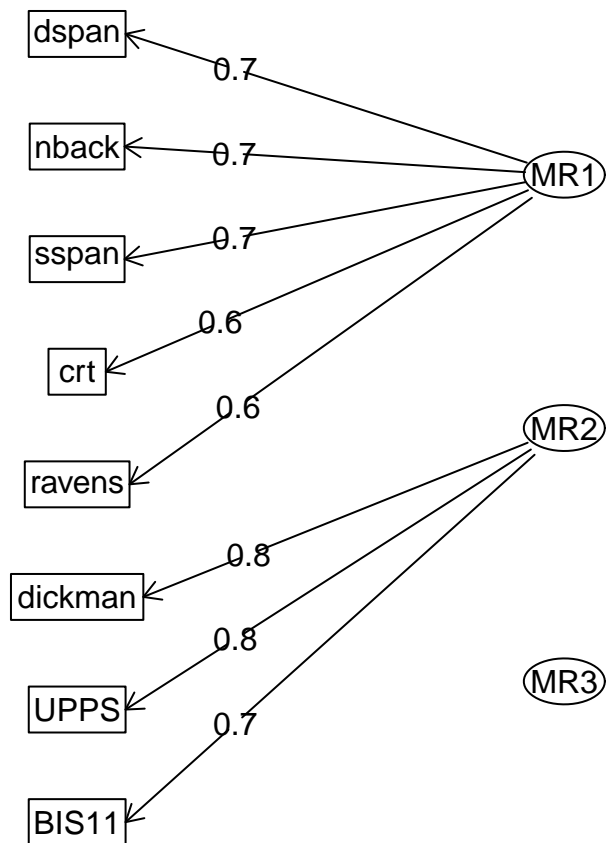 dspan
0.7
nback
0.7
MR1
sspan
0.7
crt
0.6
ravens
0.6
MR2
dickman
0.8
UPPS
0.8
MR3
BIS11
0.7